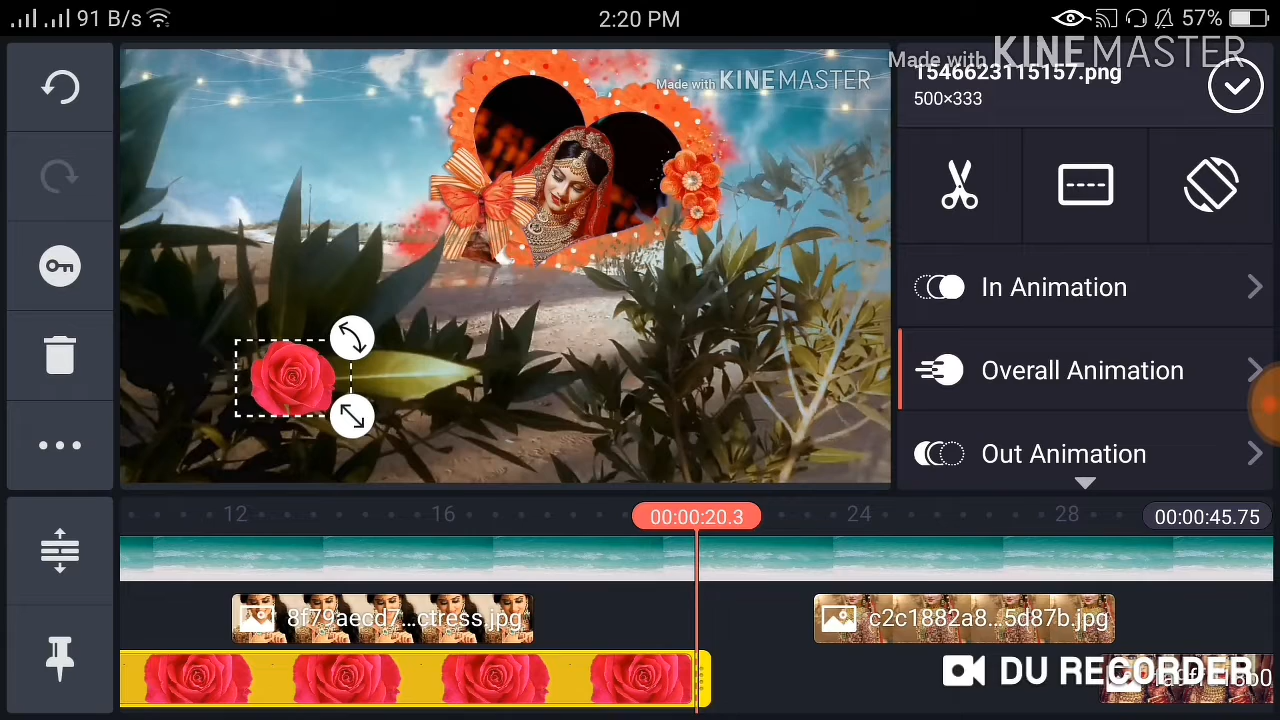 91 B/s
2:20 PM
57%
Made with KINEMASTER
Made with KINEMASTER
1546623115157.png
500×333
In Animation
Overall Animation
Out Animation
12
16
00:00:20.3
24
28
00:00:45.75
8f79aecd7...ctress.jpg
c2c1882a8...5d87b.jpg
DU RECORDER